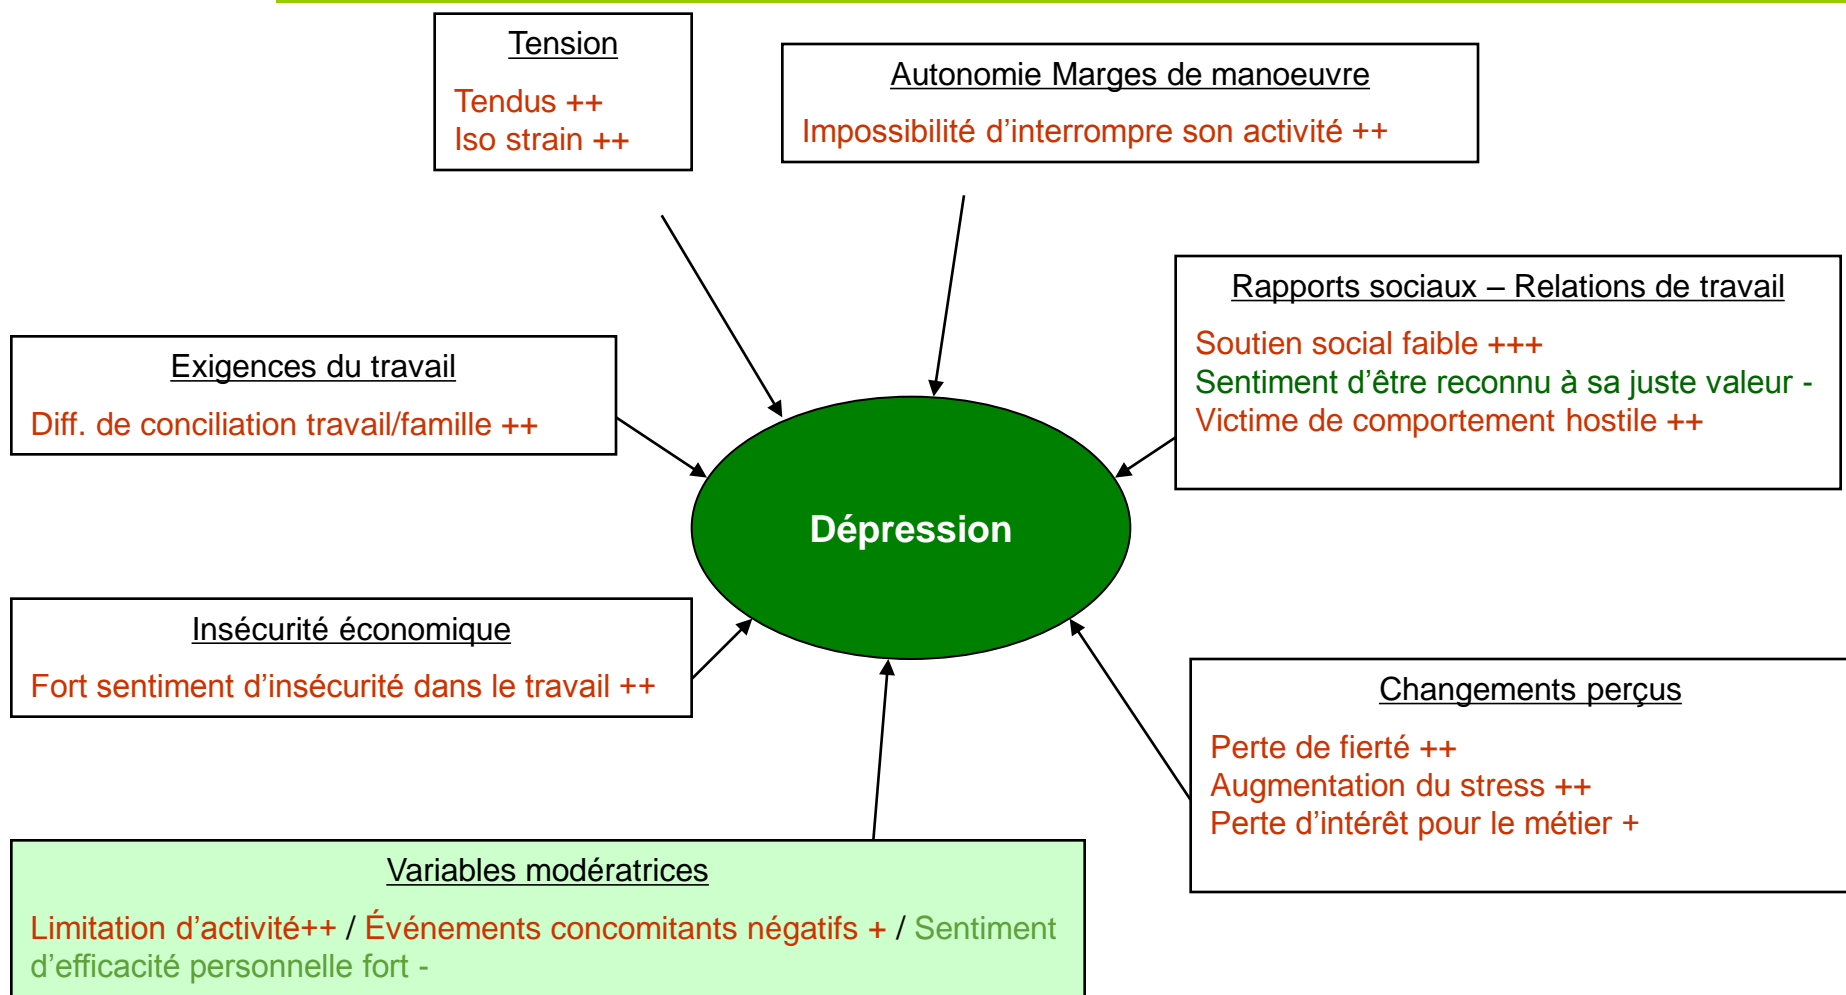 Tension
Tendus ++
Iso strain ++
Autonomie Marges de manoeuvre
Impossibilité d’interrompre son activité ++
Rapports sociaux – Relations de travail
Soutien social faible +++
Sentiment d’être reconnu à sa juste valeur -
Victime de comportement hostile ++
Exigences du travail
Diff. de conciliation travail/famille ++
Dépression
Insécurité économique
Fort sentiment d’insécurité dans le travail ++
Changements perçus
Perte de fierté ++
Augmentation du stress ++
Perte d’intérêt pour le métier +
Variables modératrices
Limitation d’activité++ / Événements concomitants négatifs + / Sentiment
d’efficacité personnelle fort -